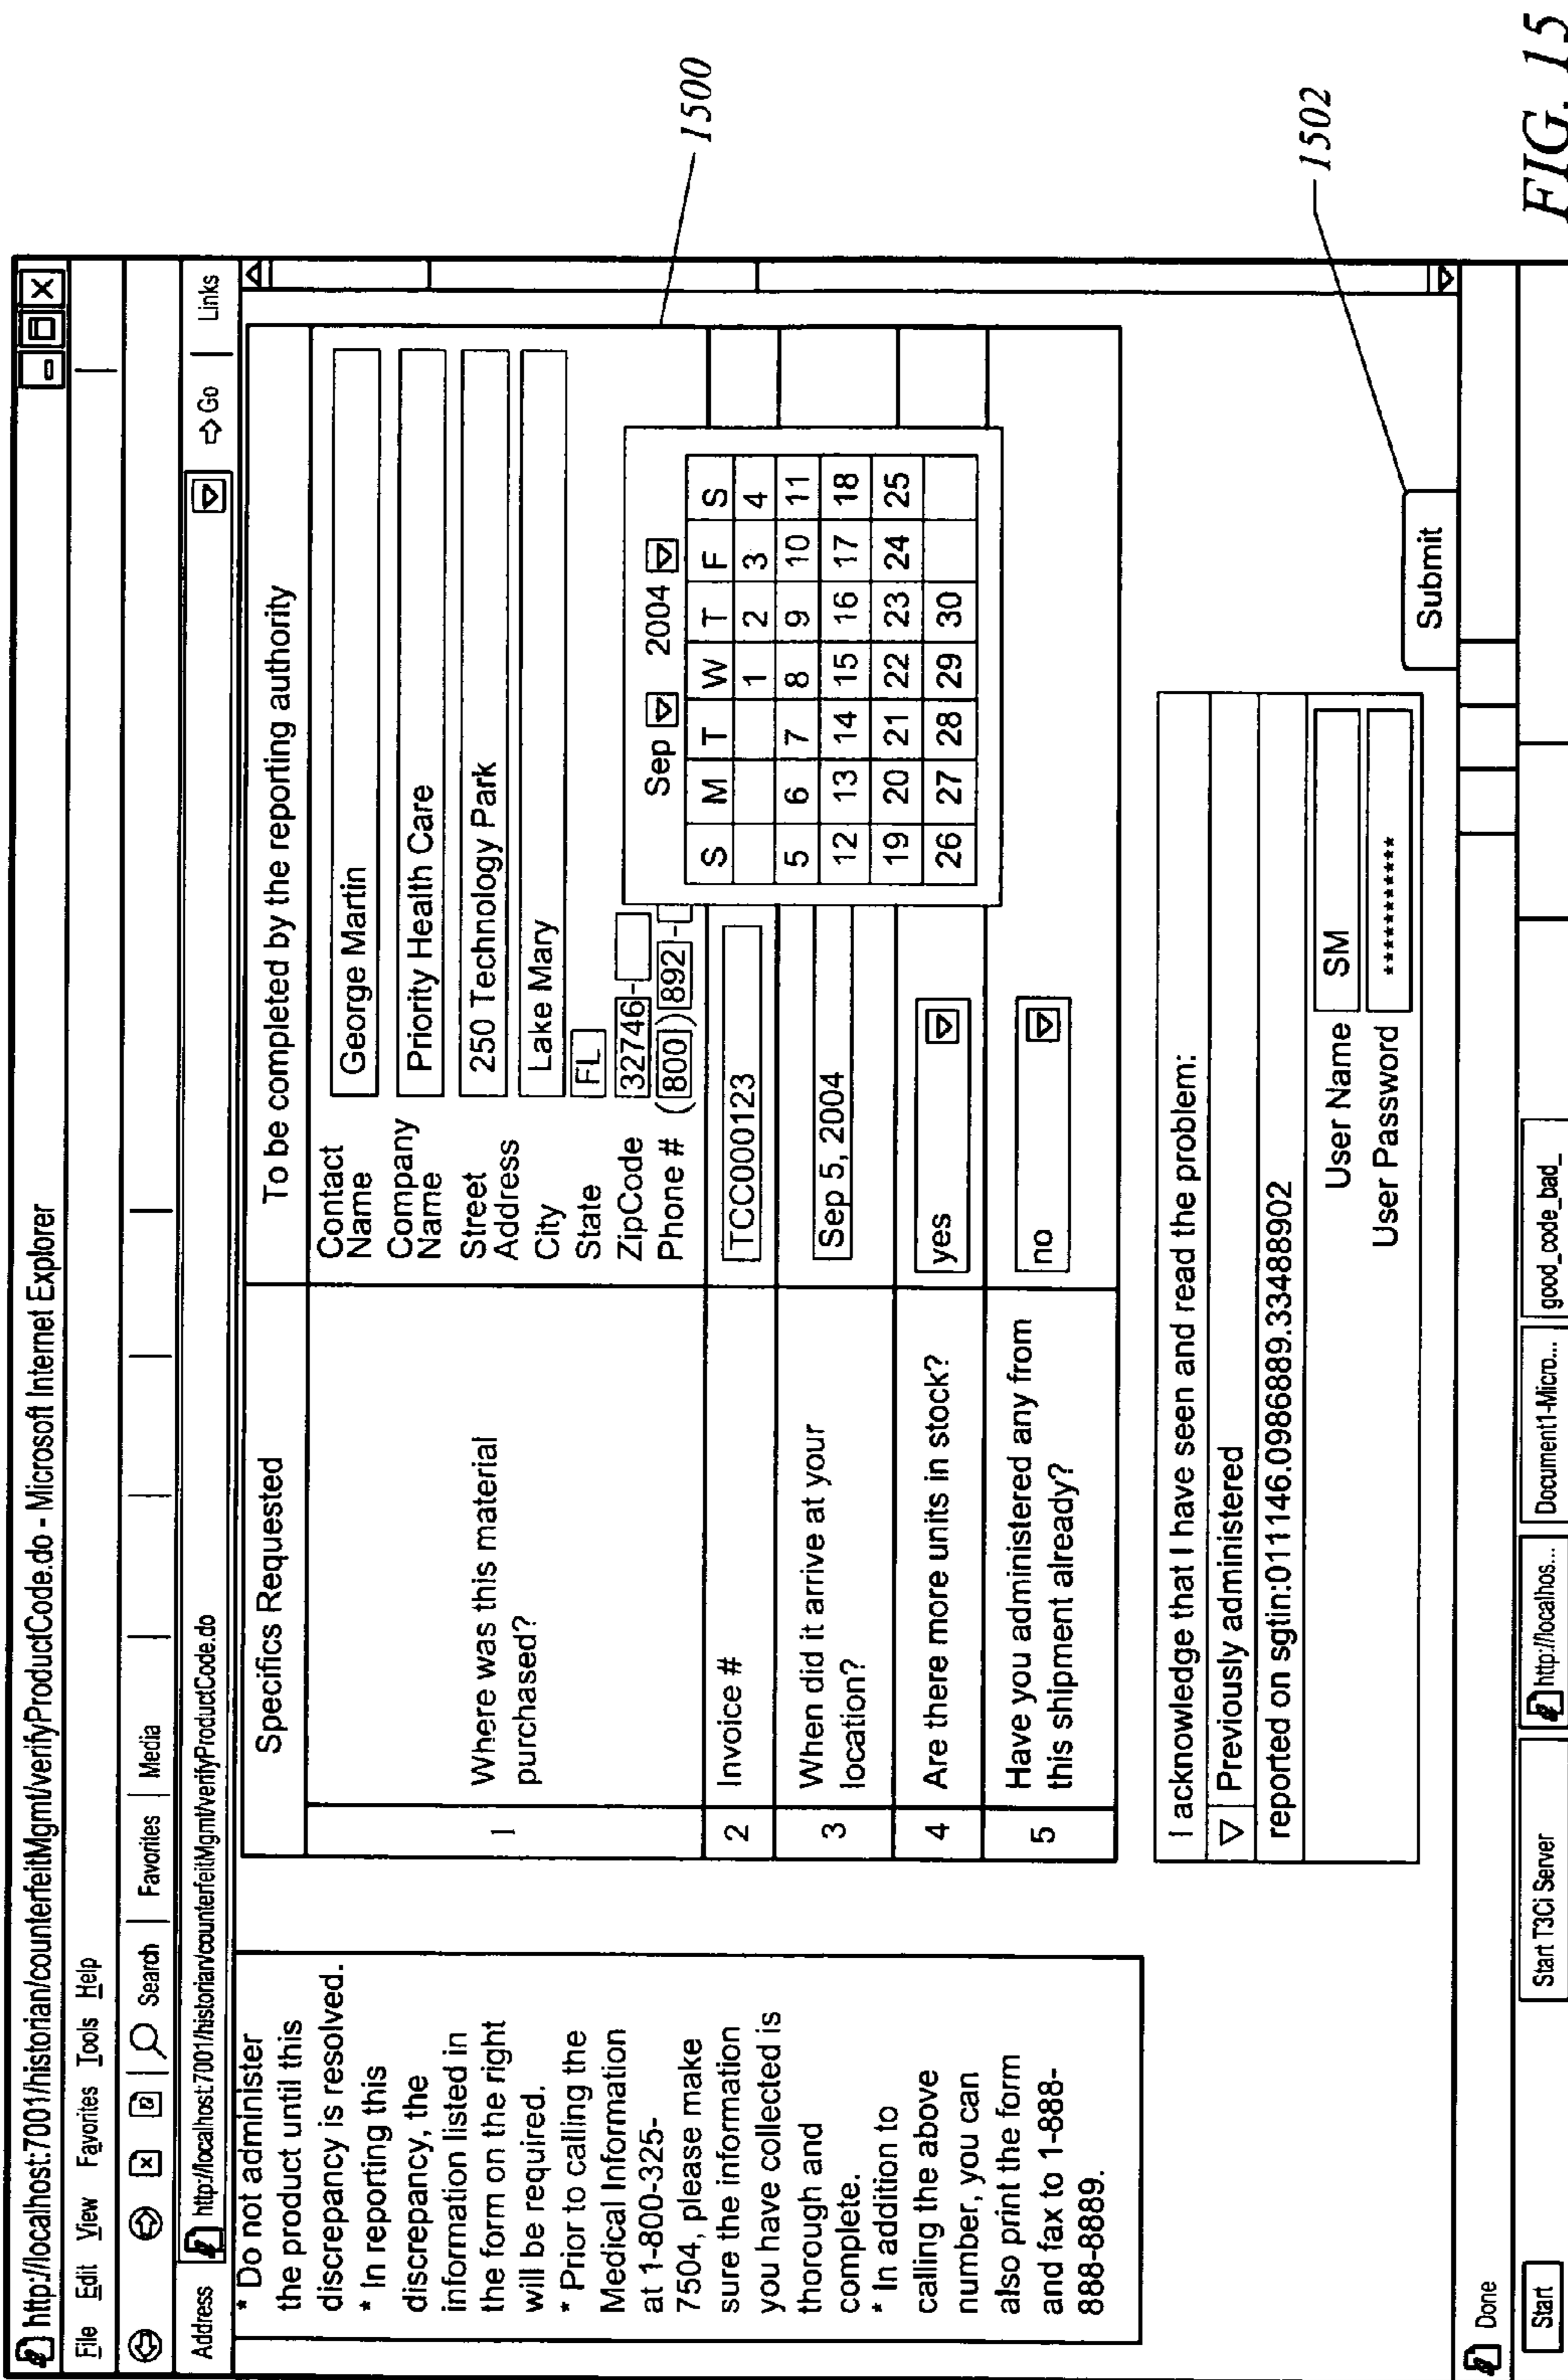 http://localhost:7001/historian/counterfeitMgmt/verifyProductCode.do - Microsoft Internet Explorer
File Edit View Favorites Tools Help
Search Favorites Media
Address http://localhost:7001/historian/counterfeitMgmt/verifyProductCode.do Go Links
* Do not administer
the product until this
discrepancy is resolved.
* In reporting this
discrepancy, the
information listed in
the form on the right
will be required.
* Prior to calling the
Medical Information
at 1-800-325-
7504, please make
sure the information
you have collected is
thorough and
complete.
* In addition to
calling the above
number, you can
also print the form
and fax to 1-888-
888-8889.
Specifics Requested
To be completed by the reporting authority
1
Where was this material
purchased?
Contact
Name
George Martin
Company
Name
Priority Health Care
Street
Address
250 Technology Park
City
Lake Mary
State
FL
ZipCode
32746-
Phone # (800) 892-
2 Invoice # TCC000123
3
When did it arrive at your
location?
Sep 5, 2004
4 Are there more units in stock? yes
5
Have you administered any from
this shipment already?
no
Sep 2004
S M T W T F S
1 2 3 4
5 6 7 8 9 10 11
12 13 14 15 16 17 18
19 20 21 22 23 24 25
26 27 28 29 30
I acknowledge that I have seen and read the problem:
Previously administered
reported on sgtin:011146.0986889.33488902
User Name SM
User Password **********
Submit
Done
Start Start T3Ci Server http://localhos... Document1-Micro... good_code_bad_
1500
1502
FIG. 15